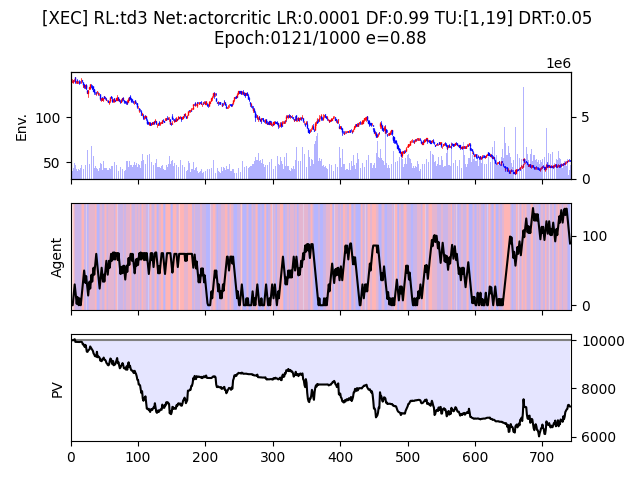 [XEC] RL:td3 Net:actorcritic LR:0.0001 DF:0.99 TU:[1,19] DRT:0.05
Epoch:0121/1000 e=0.88
1e6
Env.
100
50
5
0
Agent
100
0
PV
10000
8000
6000
0 100 200 300 400 500 600 700